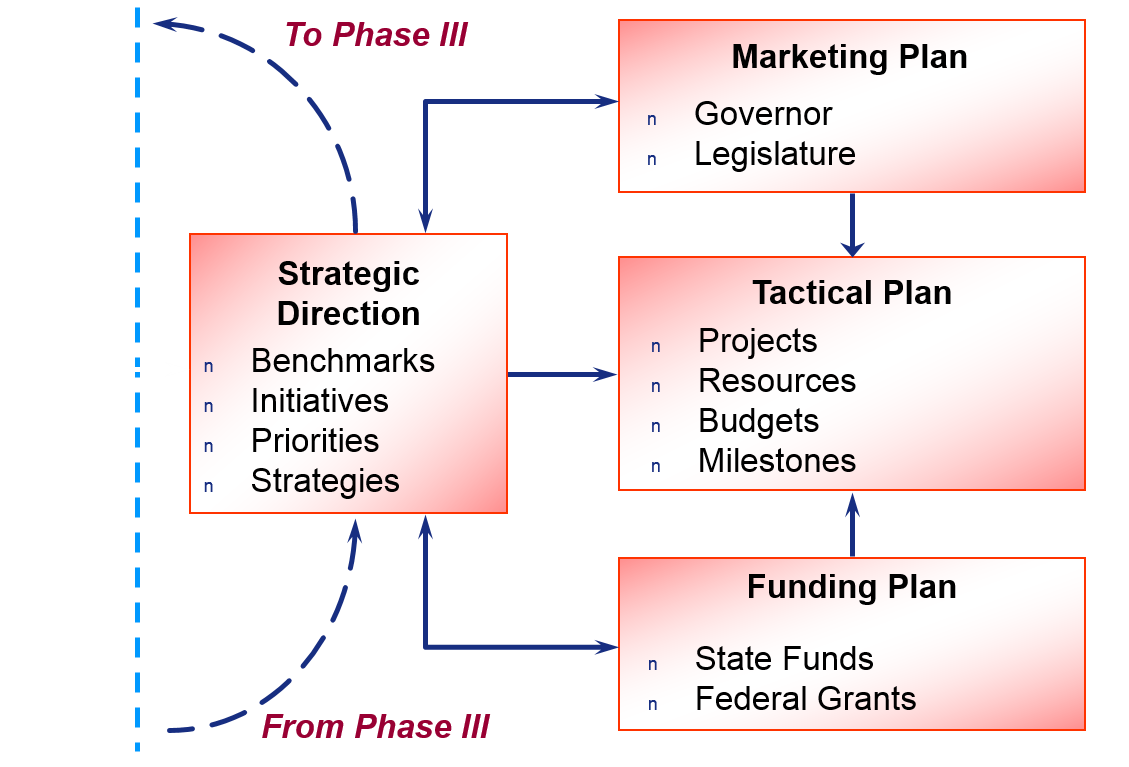 To Phase III
Marketing Plan
n Governor
n Legislature
Strategic
Direction
n Benchmarks
n Initiatives
n Priorities
n Strategies
Tactical Plan
n Projects
n Resources
n Budgets
n Milestones
Funding Plan
n State Funds
n Federal Grants
From Phase III